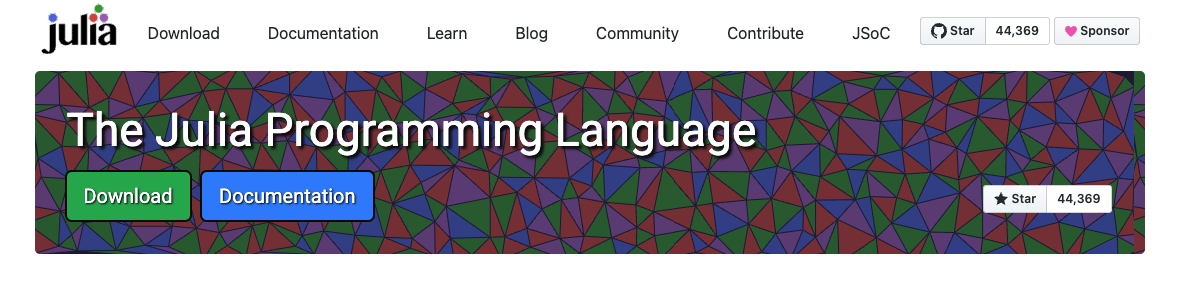 julia Download Documentation Learn Blog Community Contribute JSoC Star 44,369 Sponsor
The Julia Programming Language
Download Documentation Star 44,369